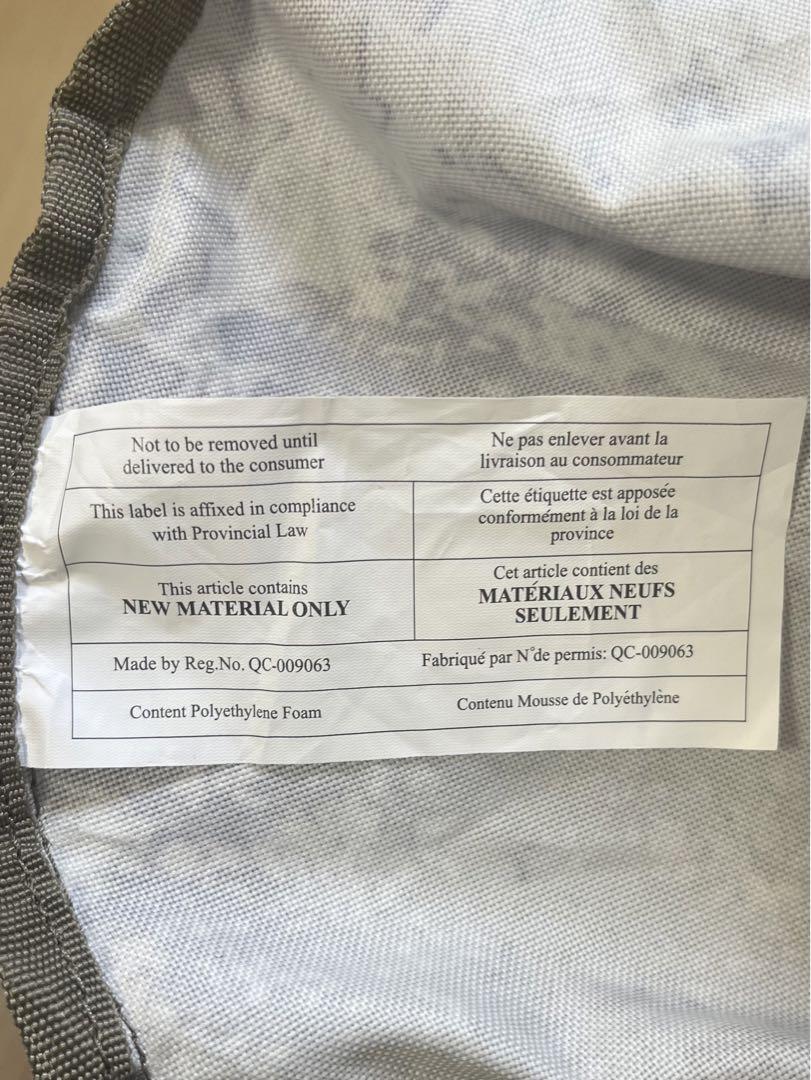 Not to be removed until
delivered to the consumer
Ne pas enlever avant la
livraison au consommateur
This label is affixed in compliance
with Provincial Law
Cette étiquette est apposée
conformément à la loi de la
province
This article contains
NEW MATERIAL ONLY
Cet article contient des
MATÉRIAUX NEUFS
SEULEMENT
Made by Reg.No. QC-009063
Fabriqué par N°de permis: QC-009063
Content Polyethylene Foam
Contenu Mousse de Polyéthylène